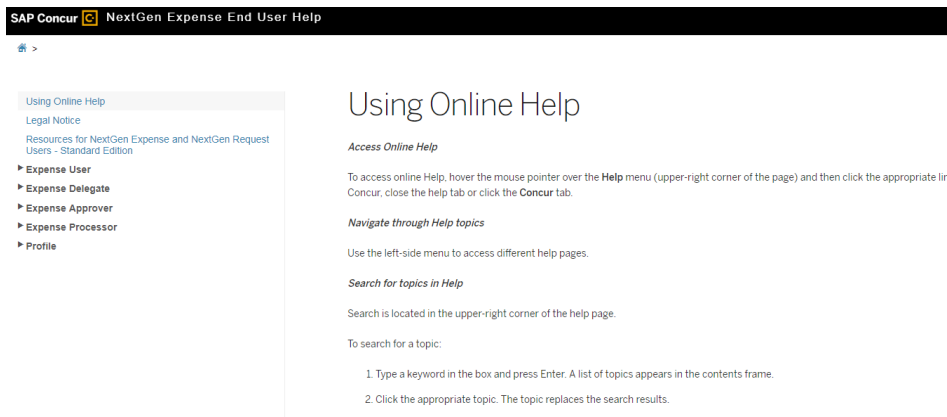 SAP Concur C NextGen Expense End User Help
>
Using Online Help
Legal Notice
Resources for NextGen Expense and NextGen Request
Users - Standard Edition
Expense User
Expense Delegate
Expense Approver
Expense Processor
Profile
Using Online Help
Access Online Help
To access online Help, hover the mouse pointer over the Help menu (upper-right corner of the page) and then click the appropriate
Concur, close the help tab or click the Concur tab.
Navigate through Help topics
Use the left-side menu to access different help pages.
Search for topics in Help
Search is located in the upper-right corner of the help page.
To search for a topic:
1. Type a keyword in the box and press Enter. A list of topics appears in the contents frame.
2. Click the appropriate topic. The topic replaces the search results.